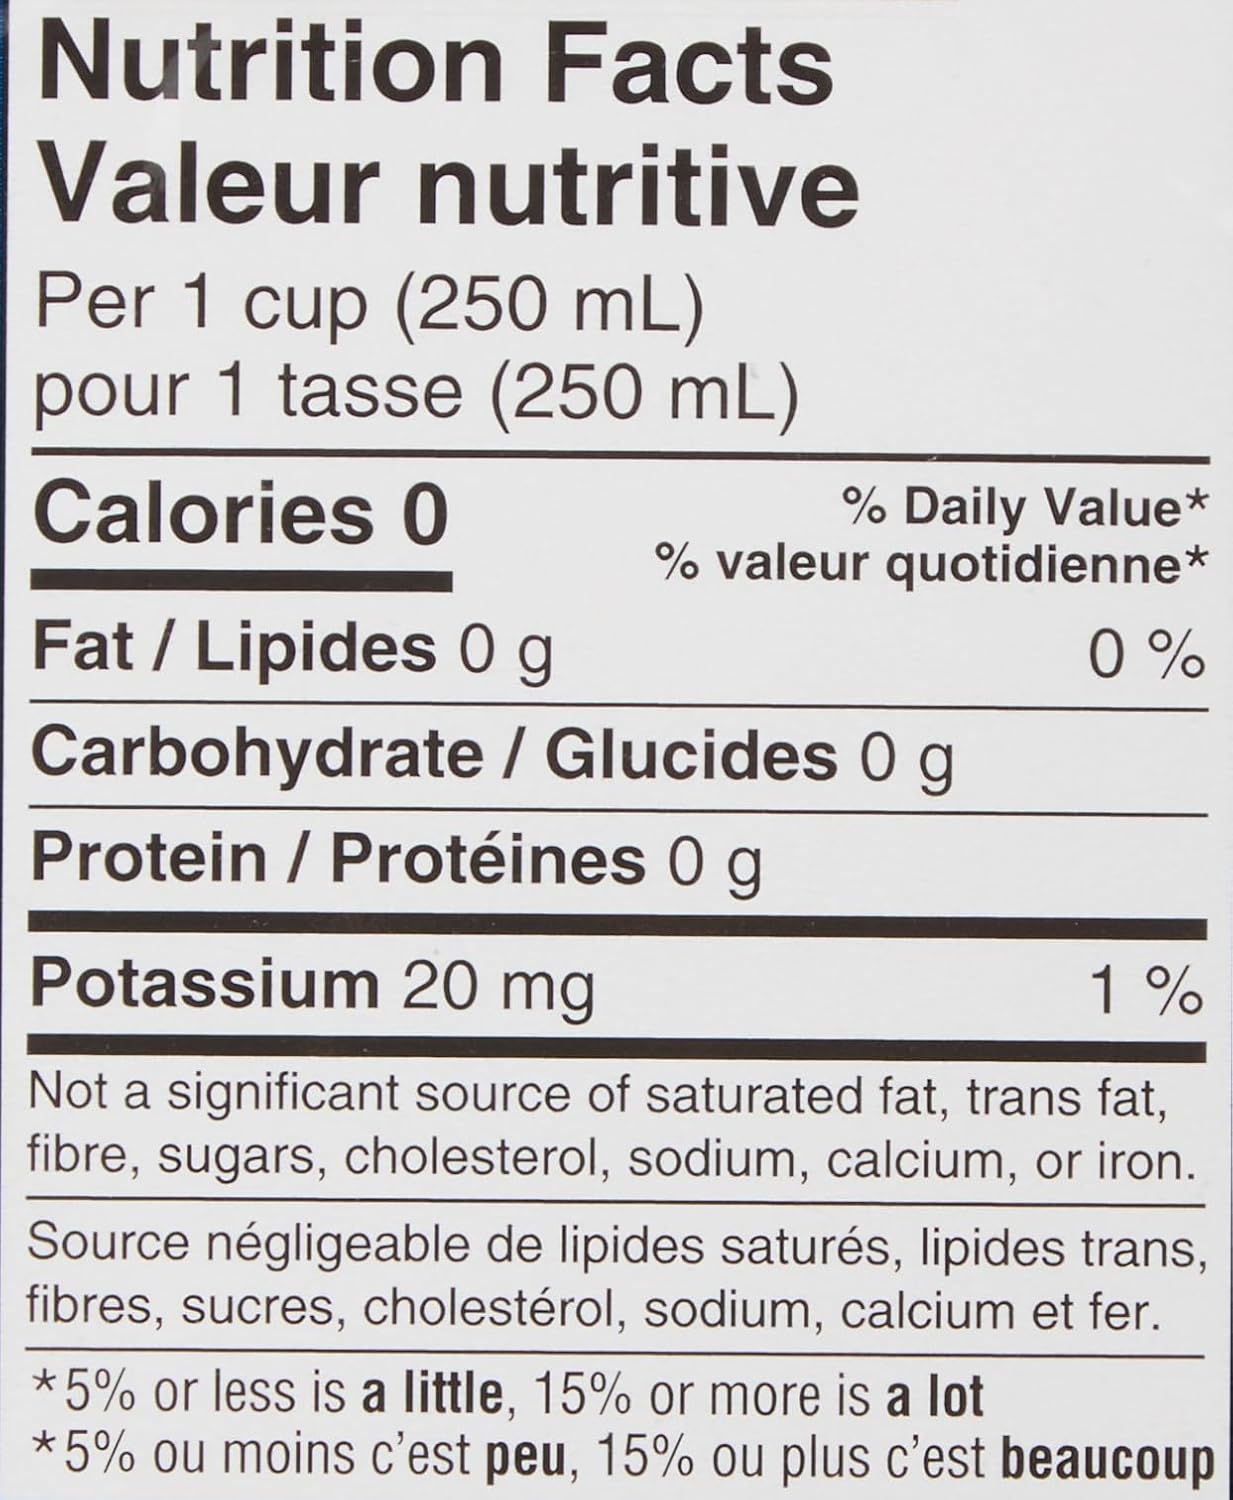 Nutrition Facts
Valeur nutritive
Per 1 cup (250 mL)
pour 1 tasse (250 mL)
Calories 0
% Daily Value*
% valeur quotidienne*
Fat / Lipides 0 g 0 %
Carbohydrate / Glucides 0 g
Protein / Protéines 0 g
Potassium 20 mg 1 %
Not a significant source of saturated fat, trans fat,
fibre, sugars, cholesterol, sodium, calcium, or iron.
Source négligeable de lipides saturés, lipides trans,
fibres, sucres, cholestérol, sodium, calcium et fer.
*5% or less is a little, 15% or more is a lot
*5% ou moins c'est peu, 15% ou plus c'est beaucoup